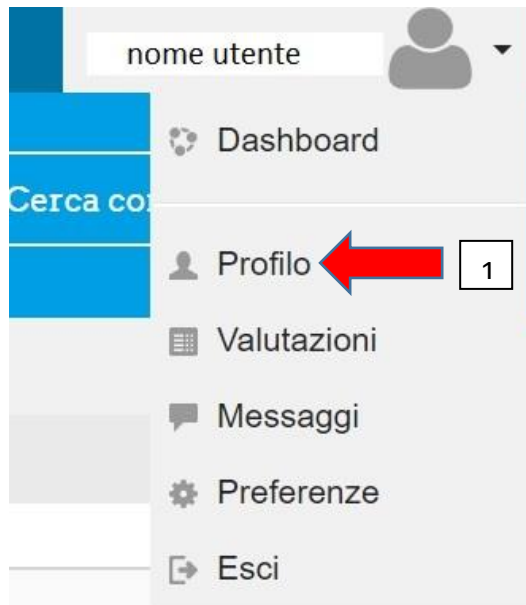 nome utente
Dashboard
Cerca co
Profilo
1
Valutazioni
Messaggi
Preferenze
Esci